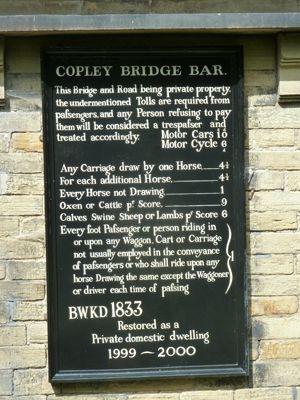 COPLEY BRIDGE BAR.
This Bridge and Road being private property.
the undermentioned Tolls are required from
paſsengers, and any Person refusing to pay
them will be considered a trespaſser and
treated accordingly. Motor Cars 1 0
Motor Cycle 6
Any Carriage draw by one Horse 4½
For each additional Horse 4½
Every Horse not Drawing 1
Oxen or Cattle pʳ Score. 9
Calves Swine Sheep or Lambs pʳ Score 6
Every foot Paſsenger or person riding in
or upon any Waggon, Cart or Carriage
not usually employed in the conveyance
of paſsengers or who shall ride upon any
horse Drawing the same except the Waggoner
or driver each time of paſsing
BWKD 1833
Restored as a
Private domestic dwelling
1999 ~ 2000